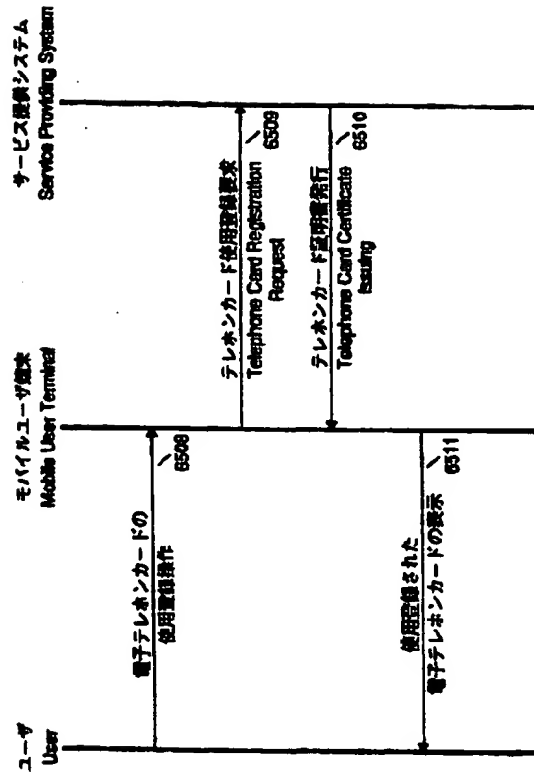 ユーザ
User
モバイルユーザ端末
Mobile User Terminal
サービス提供システム
Service Providing System
電子テレホンカードの
使用登録操作
6508
テレホンカード使用登録要求
Telephone Card Registration
Request
6509
テレホンカード証明書発行
Telephone Card Certificate
Issuing
6510
使用登録された
電子テレホンカードの表示
6511